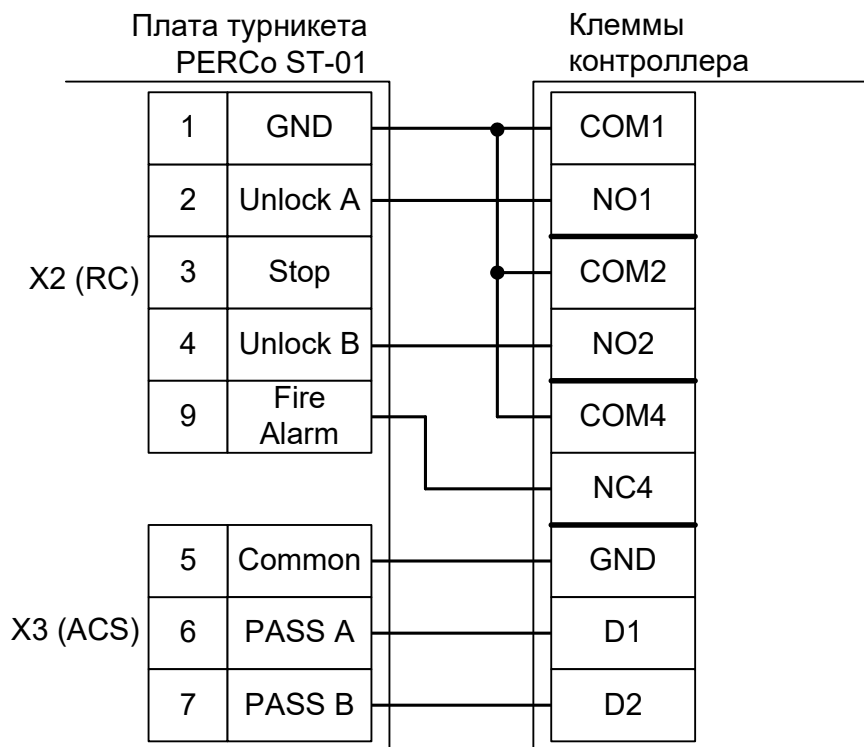 Плата турникета
PERCo ST-01
Клеммы
контроллера
X2 (RC)
1 GND
2 Unlock A
3 Stop
4 Unlock B
9 Fire
Alarm
COM1
NO1
COM2
NO2
COM4
NC4
X3 (ACS)
5 Common
6 PASS A
7 PASS B
GND
D1
D2